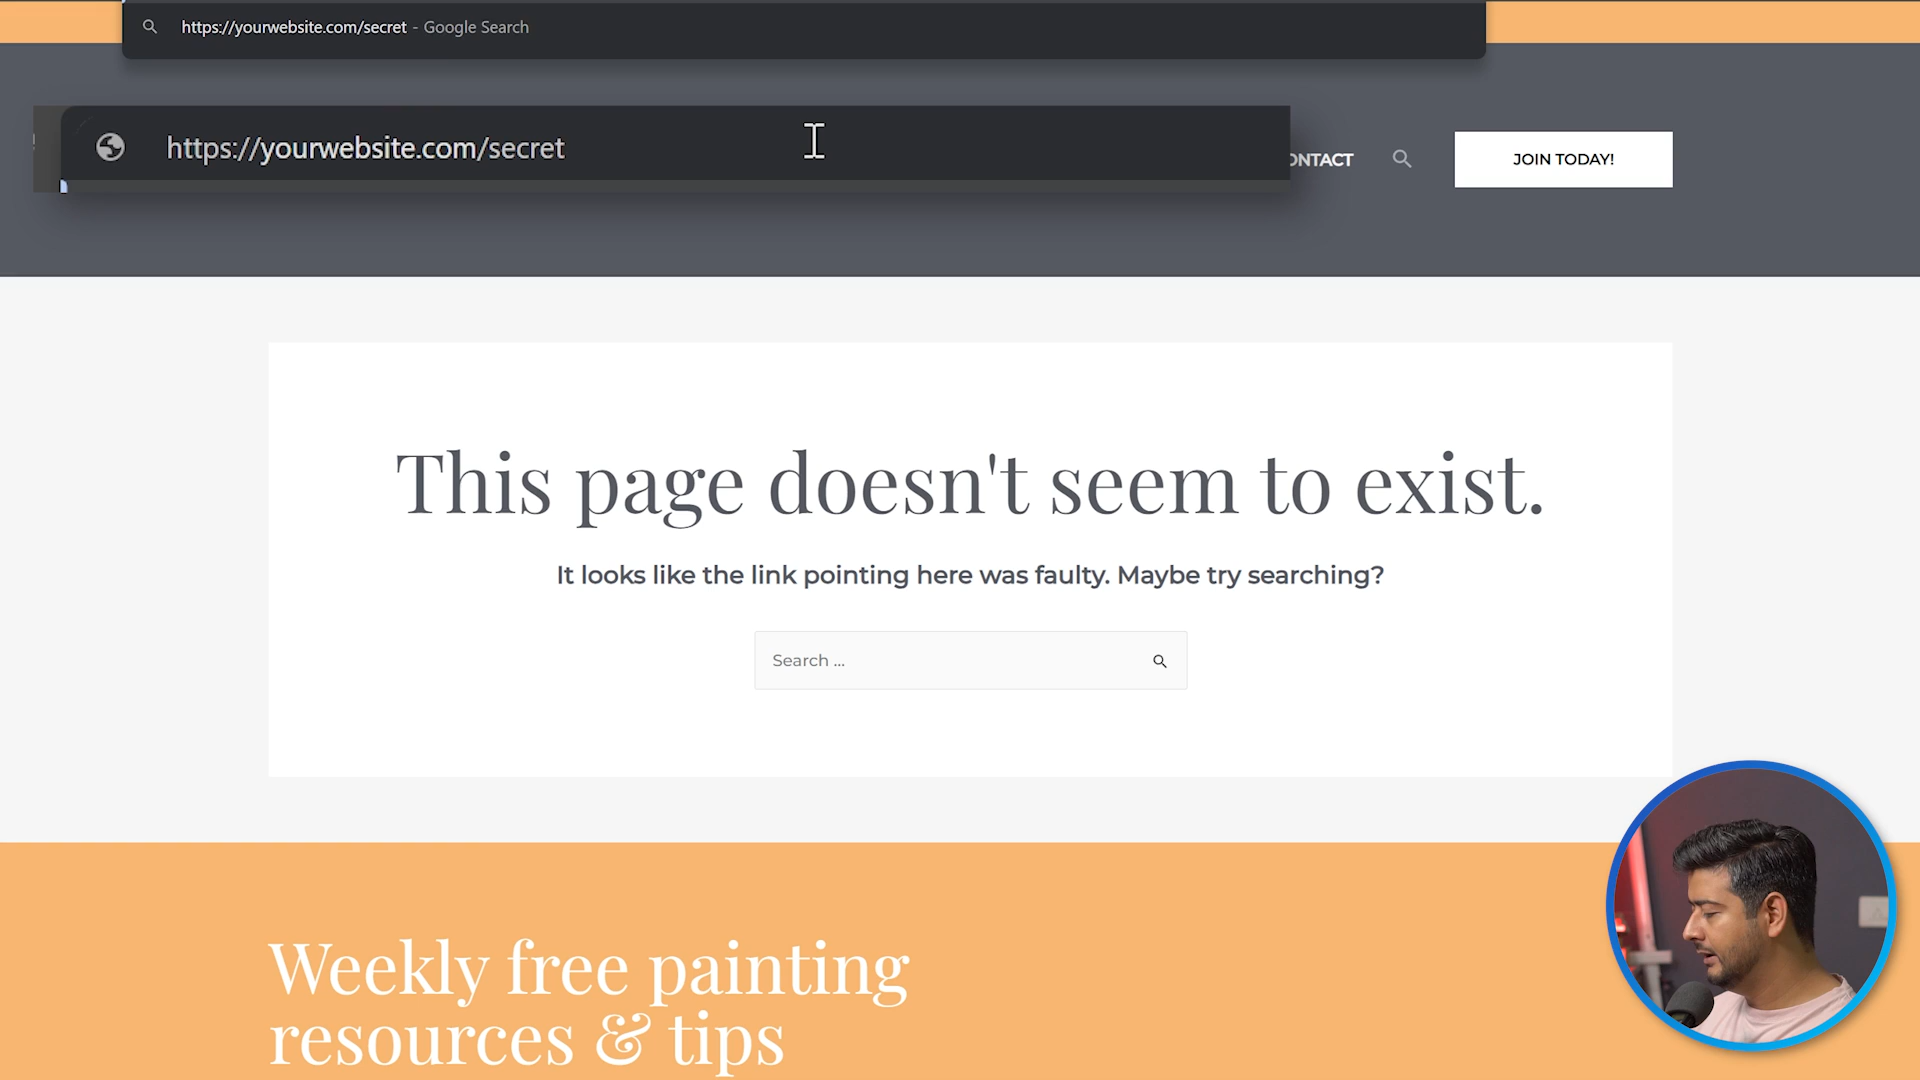 https://yourwebsite.com/secret - Google Search
https://yourwebsite.com/secret
ONTACT
JOIN TODAY!
This page doesn't seem to exist.
It looks like the link pointing here was faulty. Maybe try searching?
Search ...
Weekly free painting
resources & tips